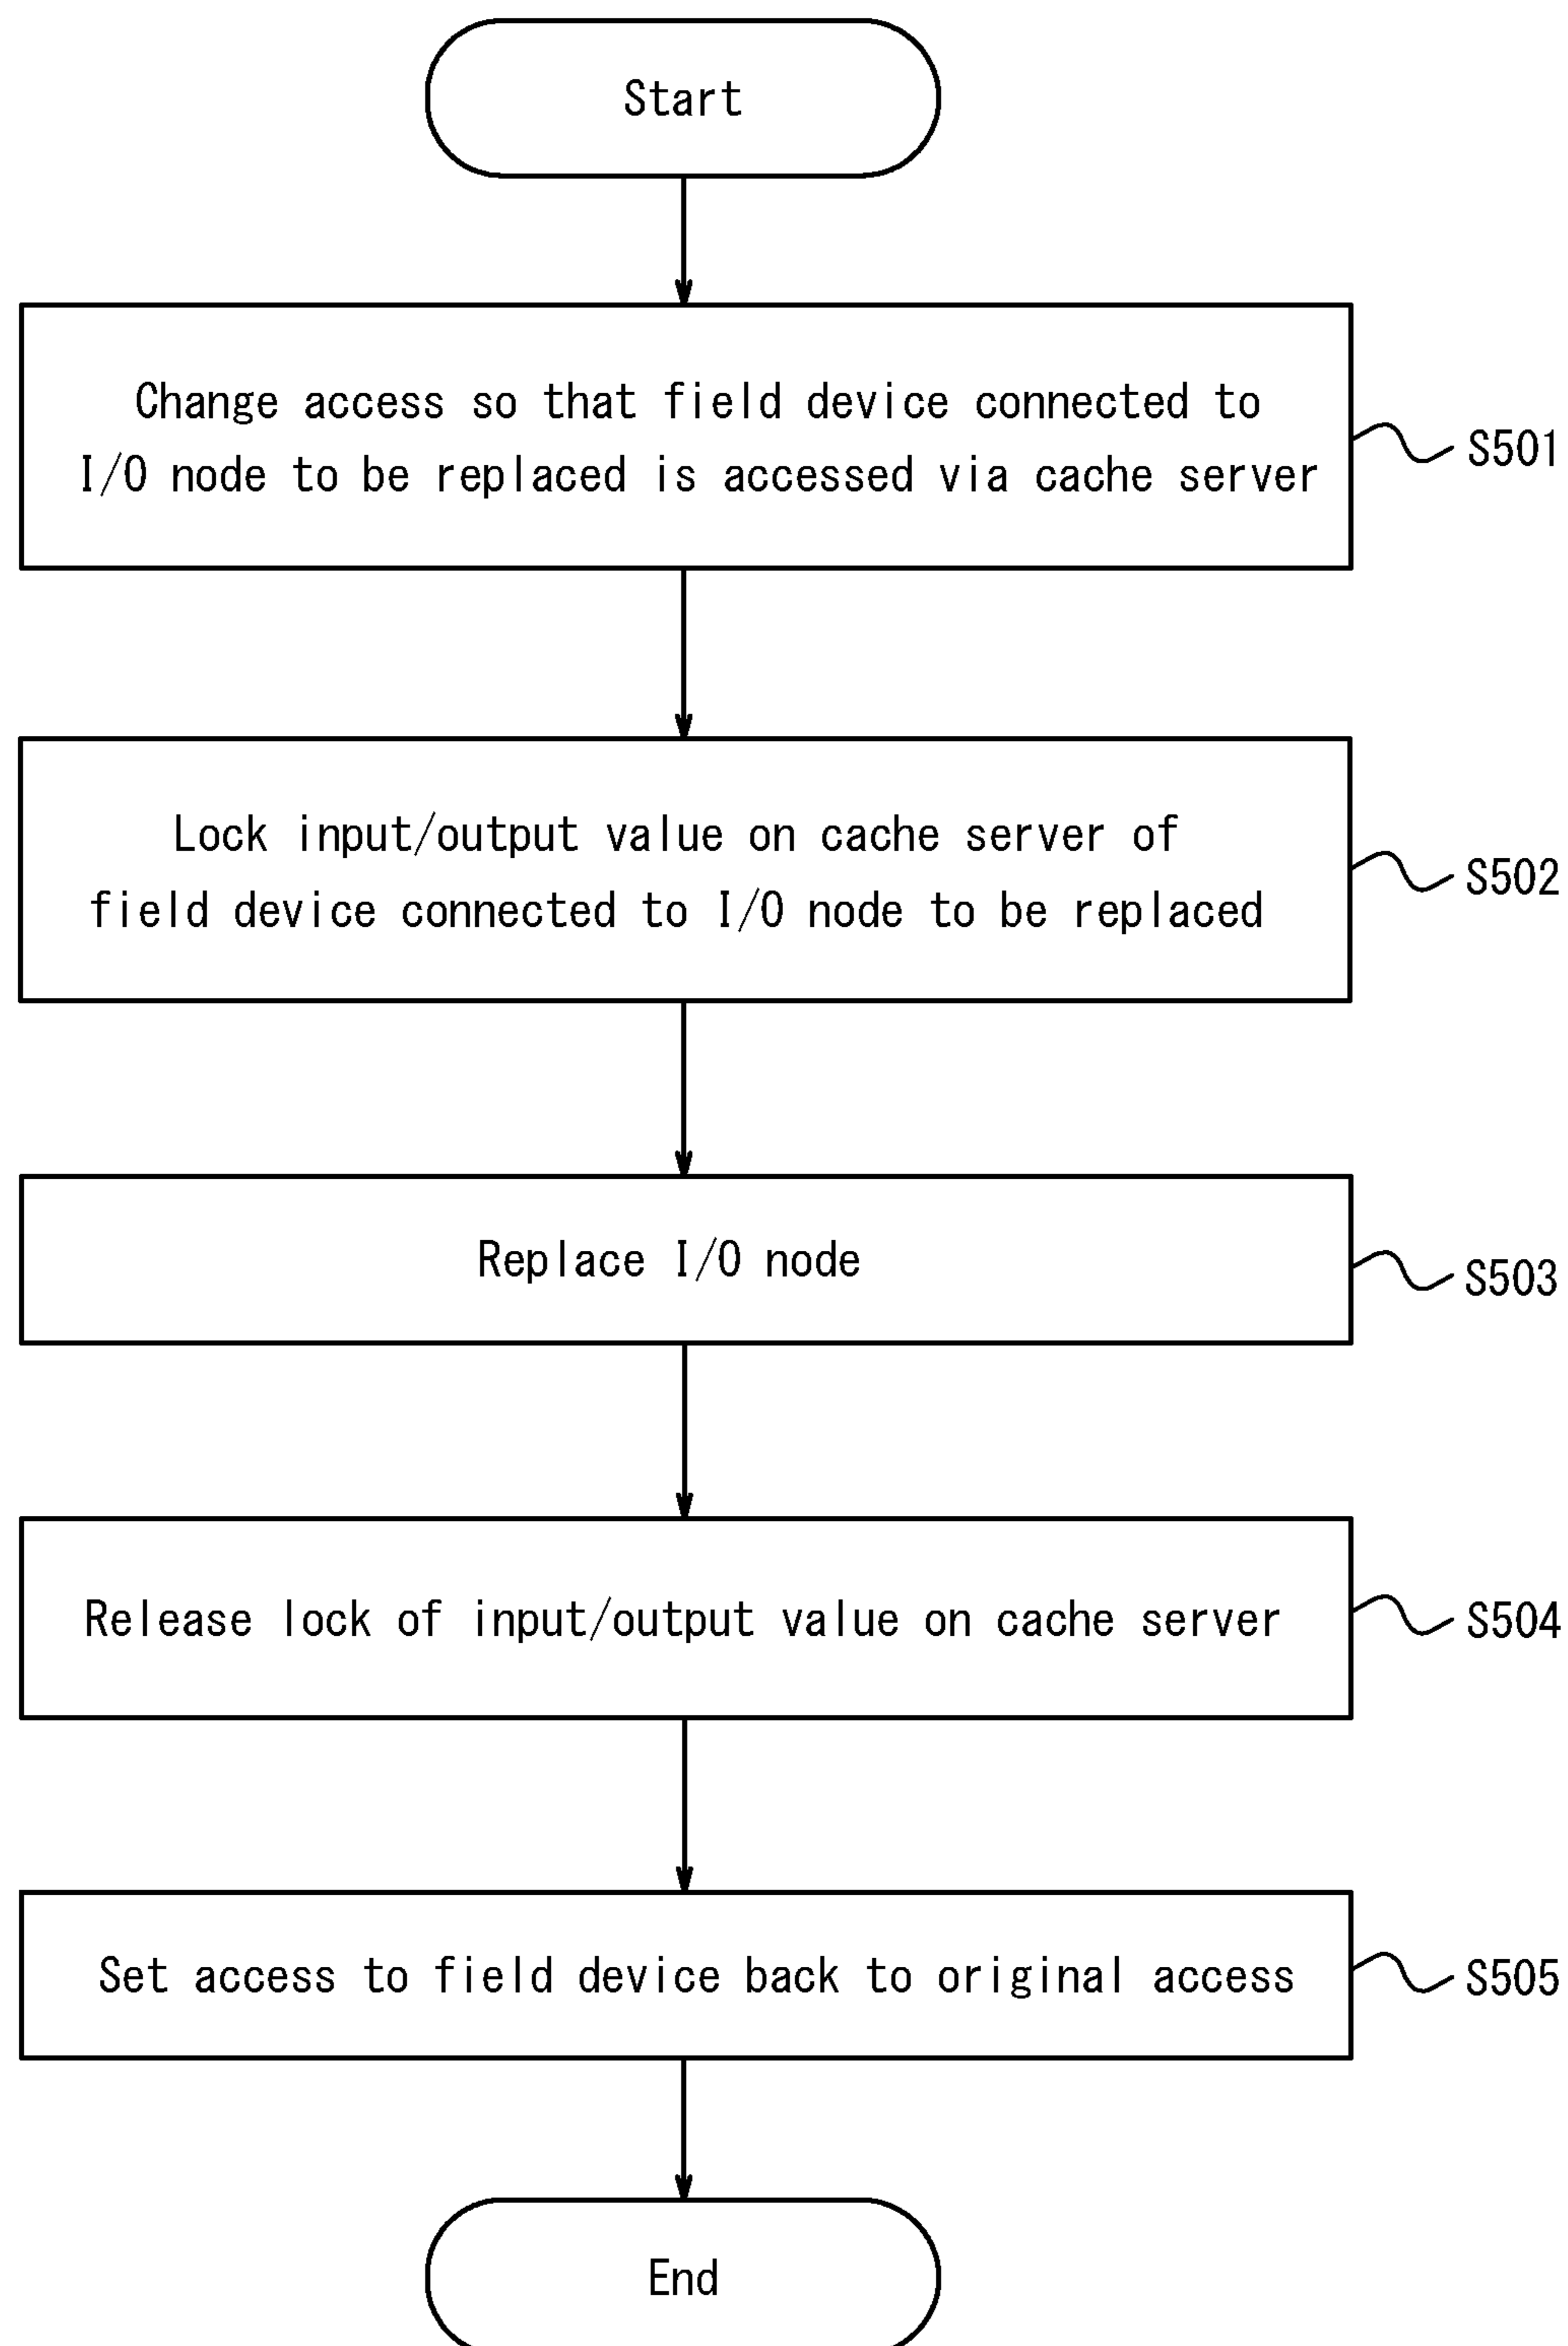 Start
Change access so that field device connected to
I/O node to be replaced is accessed via cache server
S501
Lock input/output value on cache server of
field device connected to I/O node to be replaced
S502
Replace I/O node
S503
Release lock of input/output value on cache server
S504
Set access to field device back to original access
S505
End